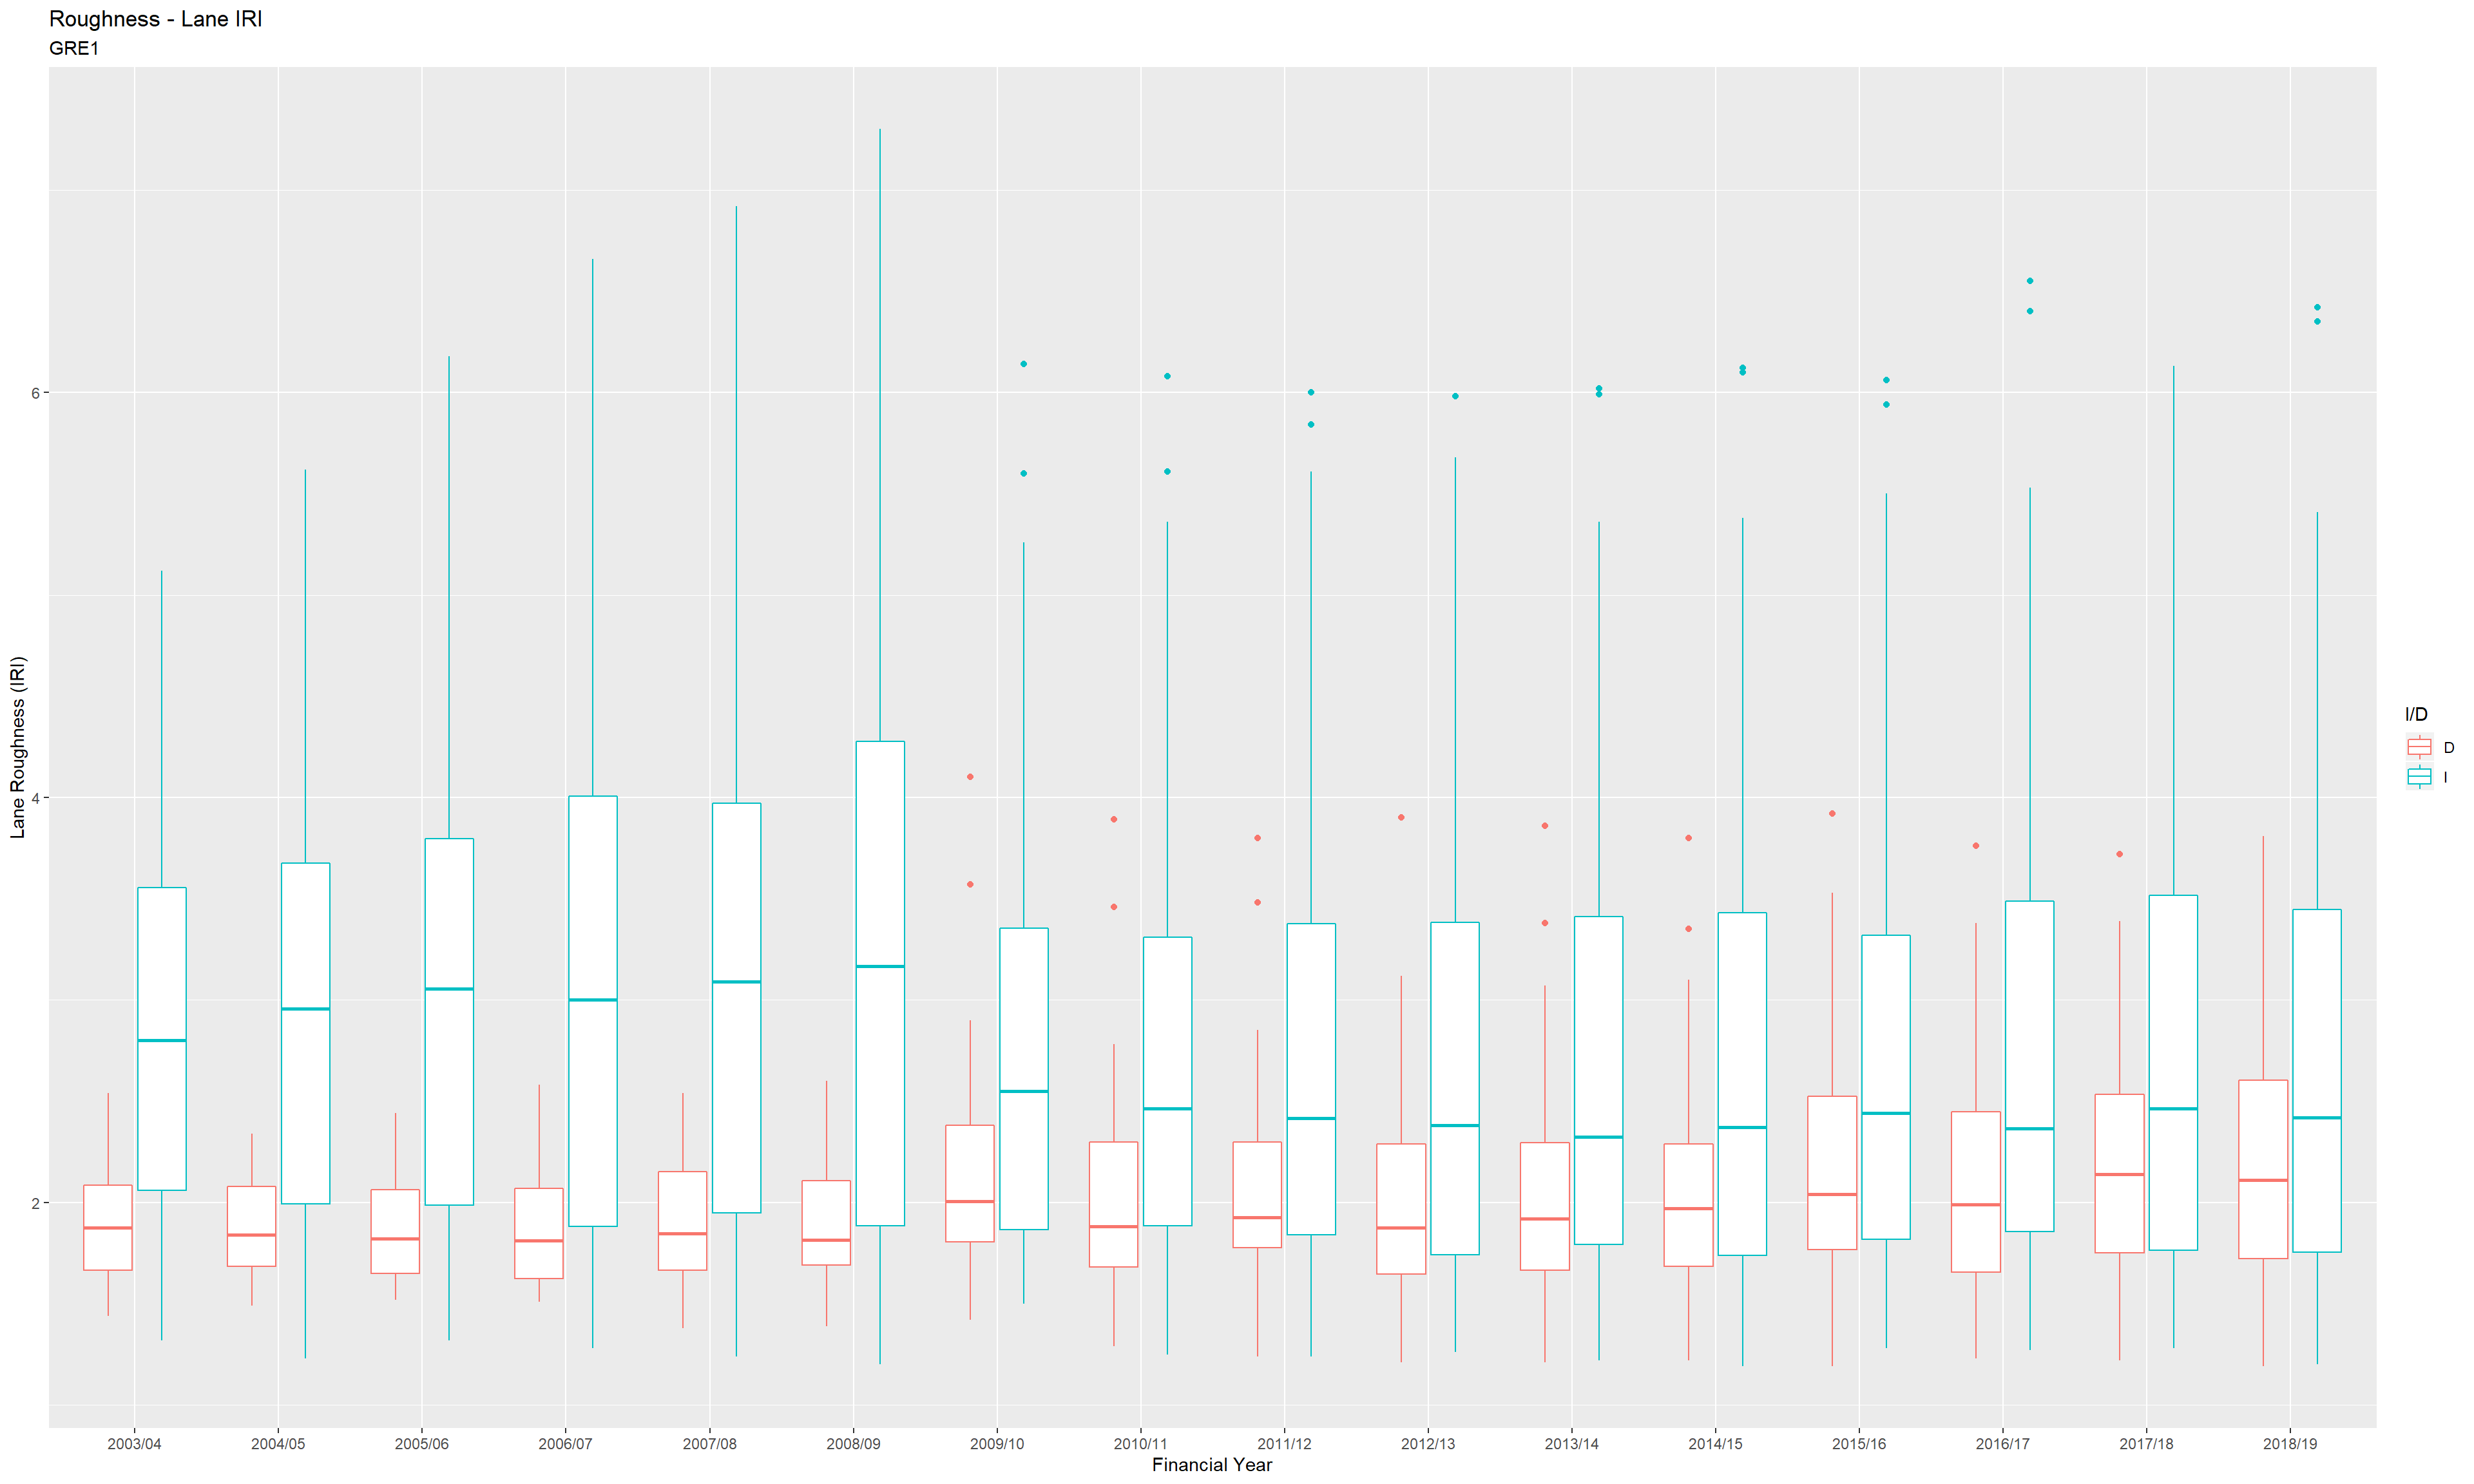 Roughness - Lane IRI
GRE1
Lane Roughness (IRI)
6
4
2
2003/04 2004/05 2005/06 2006/07 2007/08 2008/09 2009/10 2010/11 2011/12 2012/13 2013/14 2014/15 2015/16 2016/17 2017/18 2018/19
Financial Year
I/D
D
I